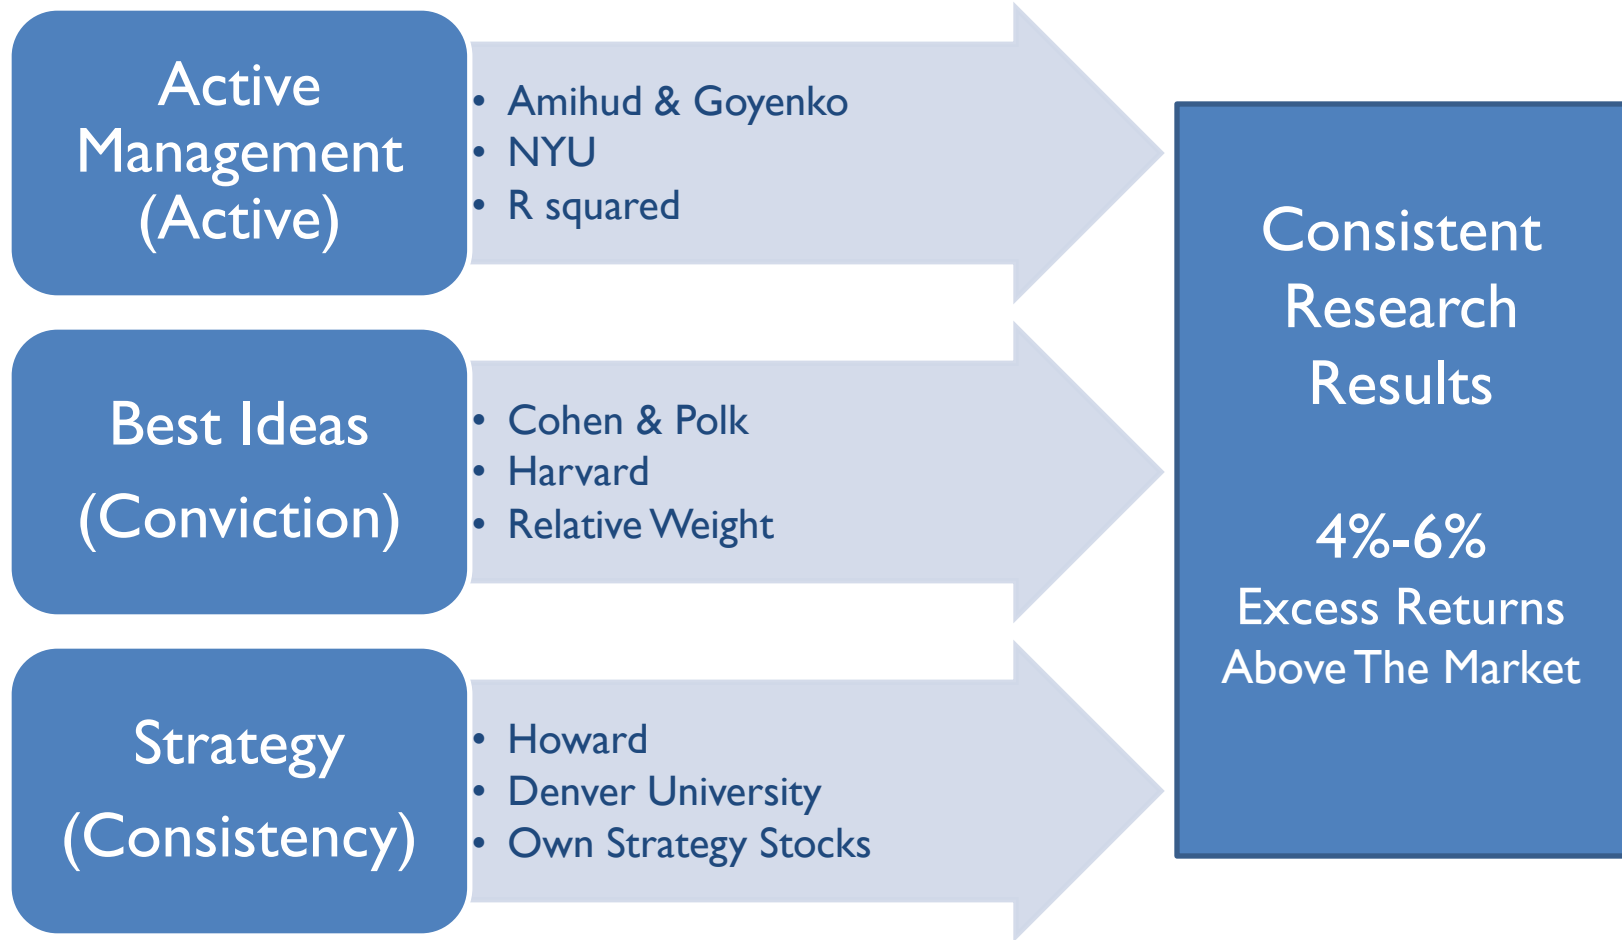 Active
Management
(Active)
• Amihud & Goyenko
• NYU
• R squared
Best Ideas
(Conviction)
• Cohen & Polk
• Harvard
• Relative Weight
Strategy
(Consistency)
• Howard
• Denver University
• Own Strategy Stocks
Consistent
Research
Results
4%-6%
Excess Returns
Above The Market